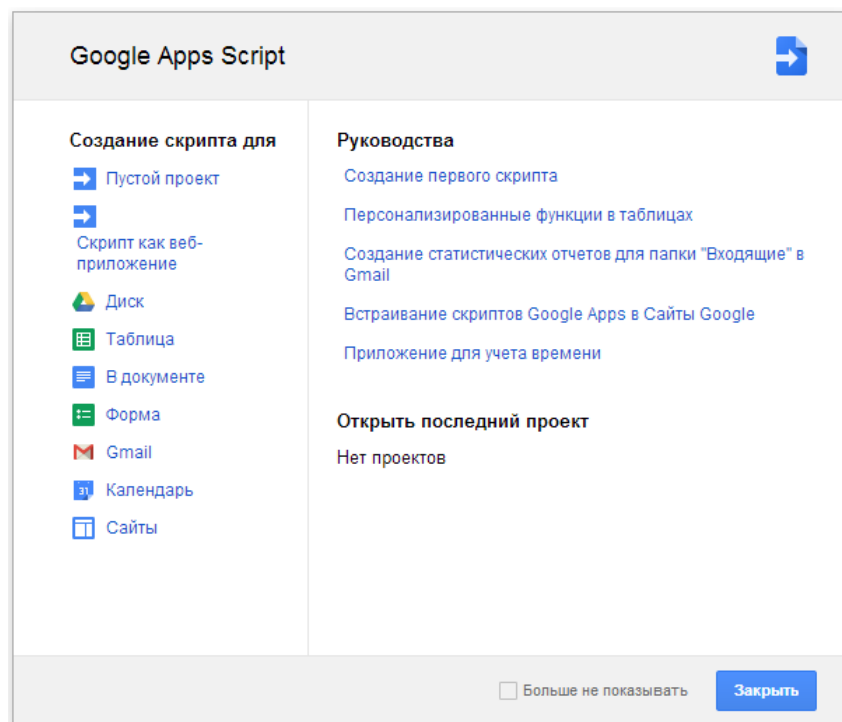 Google Apps Script
Создание скрипта для
Пустой проект
Скрипт как веб-
приложение
Диск
Таблица
В документе
Форма
Gmail
31
Календарь
Сайты
Руководства
Создание первого скрипта
Персонализированные функции в таблицах
Создание статистических отчетов для папки "Входящие" в
Gmail
Встраивание скриптов Google Apps в Сайты Google
Приложение для учета времени
Открыть последний проект
Нет проектов
Больше не показывать
Закрыть